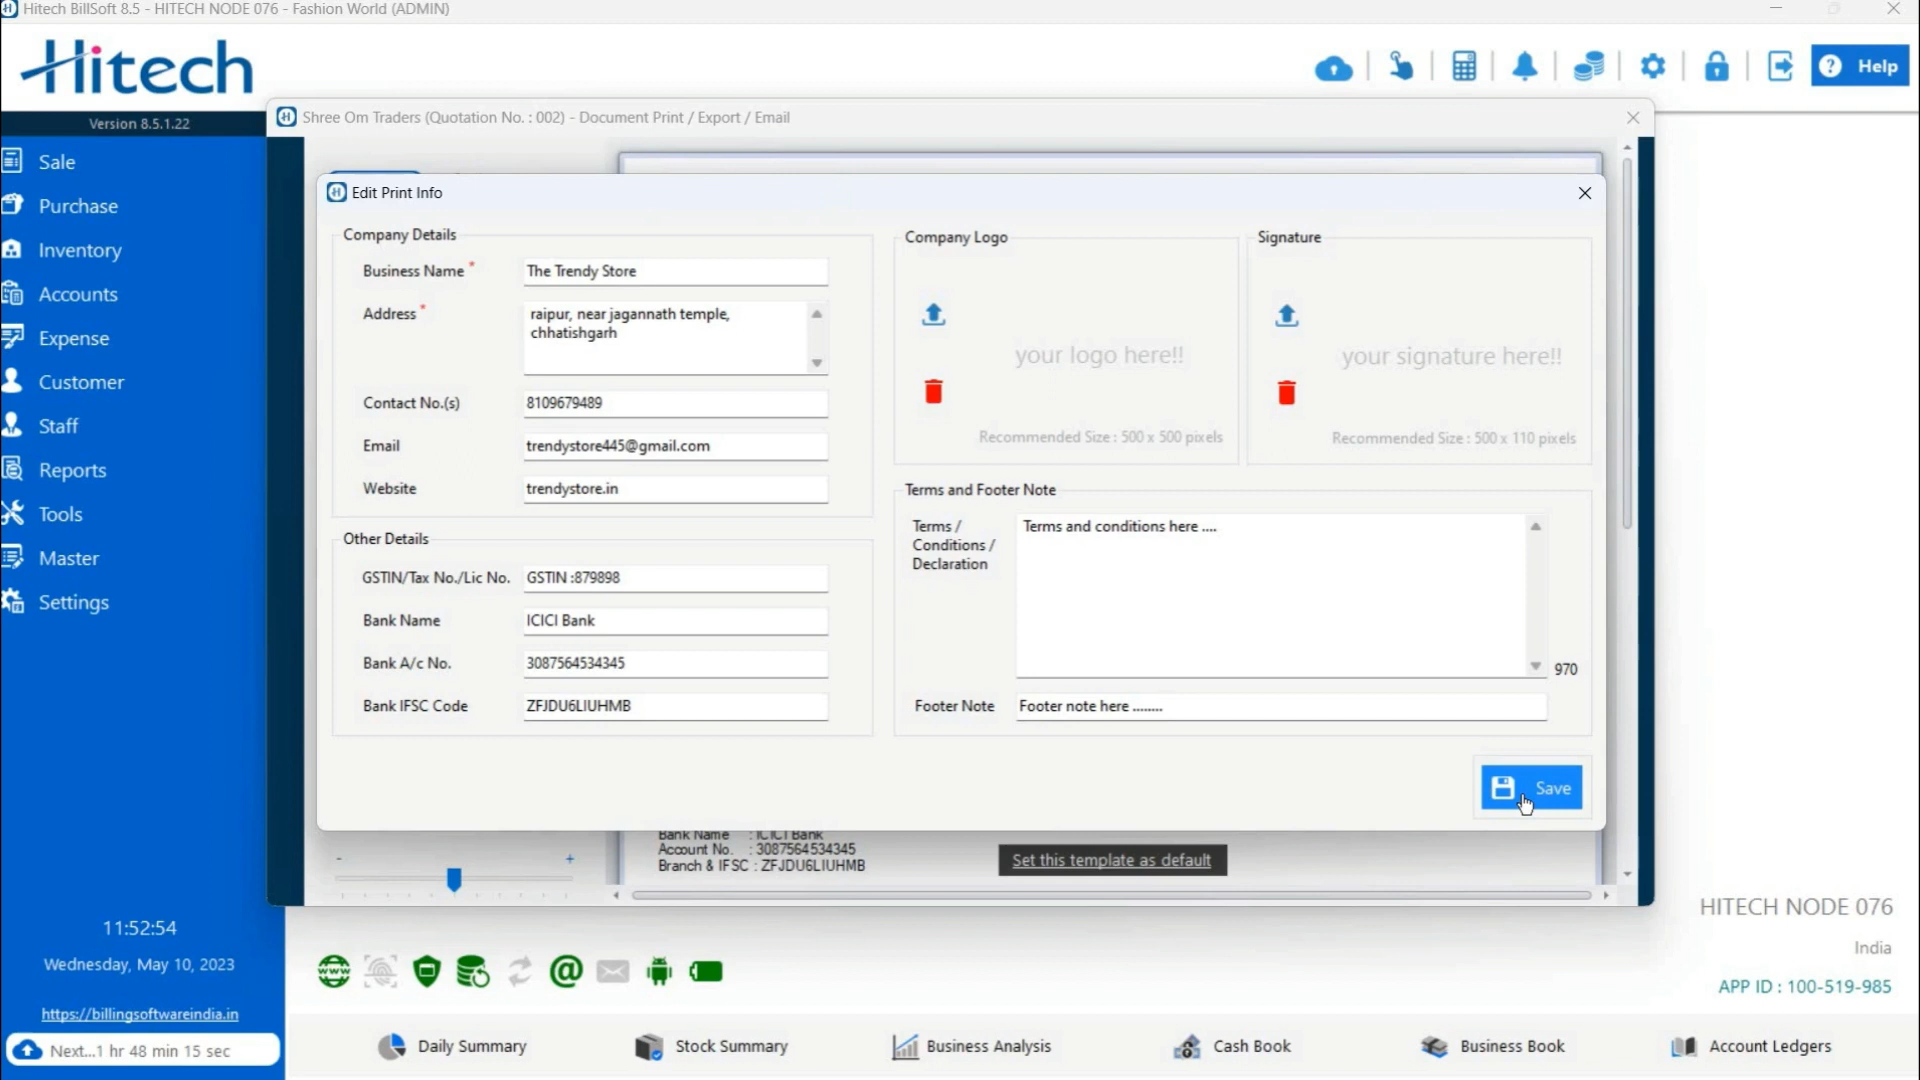 Hitech BillSoft 8.5 - HITECH NODE 076 - Fashion World (ADMIN)
Hitech
Help
Version 8.5.1.22
Shree Om Traders (Quotation No. : 002) - Document Print / Export / Email
Sale
Purchase
Inventory
Accounts
Expense
Customer
Staff
Reports
Tools
Master
Settings
Edit Print Info
Company Details
Business Name *
The Trendy Store
Address *
raipur, near jagannath temple,
chhatishgarh
Contact No.(s)
8109679489
Email
trendystore445@gmail.com
Website
trendystore.in
Other Details
GSTIN/Tax No./Lic No.
GSTIN :879898
Bank Name
ICICI Bank
Bank A/c No.
3087564534345
Bank IFSC Code
ZFJDU6LIUHMB
Company Logo
your logo here!!
Recommended Size : 500 x 500 pixels
Signature
your signature here!!
Recommended Size : 500 x 110 pixels
Terms and Footer Note
Terms /
Conditions /
Declaration
Terms and conditions here ....
970
Footer Note
Footer note here ........
Save
- +
Bank Name : ICICI Bank
Account No. : 3087564534345
Branch & IFSC : ZFJDU6LIUHMB
Set this template as default
11:52:54
Wednesday, May 10, 2023
https://billingsoftwareindia.in
Next...1 hr 48 min 15 sec
HITECH NODE 076
India
APP ID : 100-519-985
www
Daily Summary
Stock Summary
Business Analysis
Cash Book
Business Book
Account Ledgers